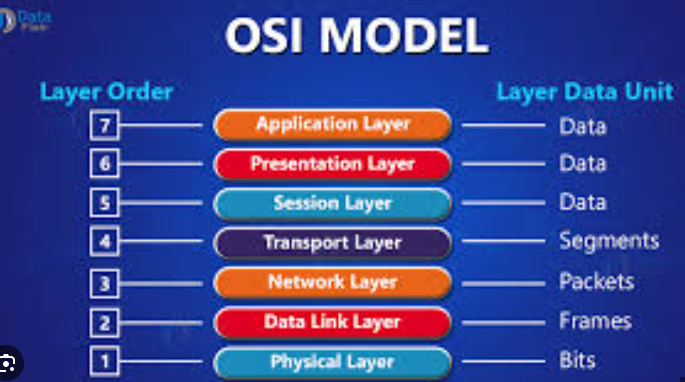 Data
Flair
OSI MODEL
Layer Order Layer Data Unit
7 Application Layer Data
6 Presentation Layer Data
5 Session Layer Data
4 Transport Layer Segments
3 Network Layer Packets
2 Data Link Layer Frames
1 Physical Layer Bits